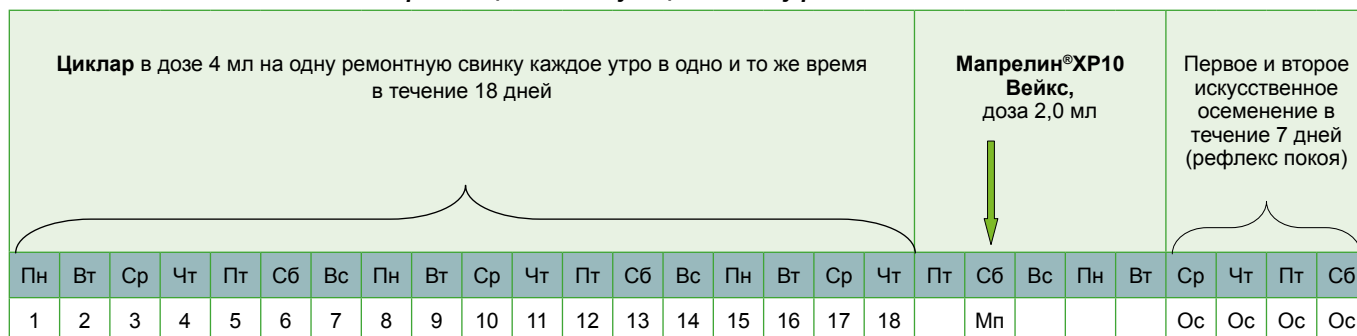 Циклар в дозе 4 мл на одну ремонтную свинку каждое утро в одно и то же время
в течение 18 дней
Мапрелин®XP10
Вейкс,
доза 2,0 мл
Первое и второе
искусственное
осеменение в
течение 7 дней
(рефлекс покоя)
Пн Вт Ср Чт Пт Сб Вс Пн Вт Ср Чт Пт Сб Вс Пн Вт Ср Чт Пт Сб Вс Пн Вт Ср Чт Пт Сб
1 2 3 4 5 6 7 8 9 10 11 12 13 14 15 16 17 18 Мп Ос Ос Ос Ос